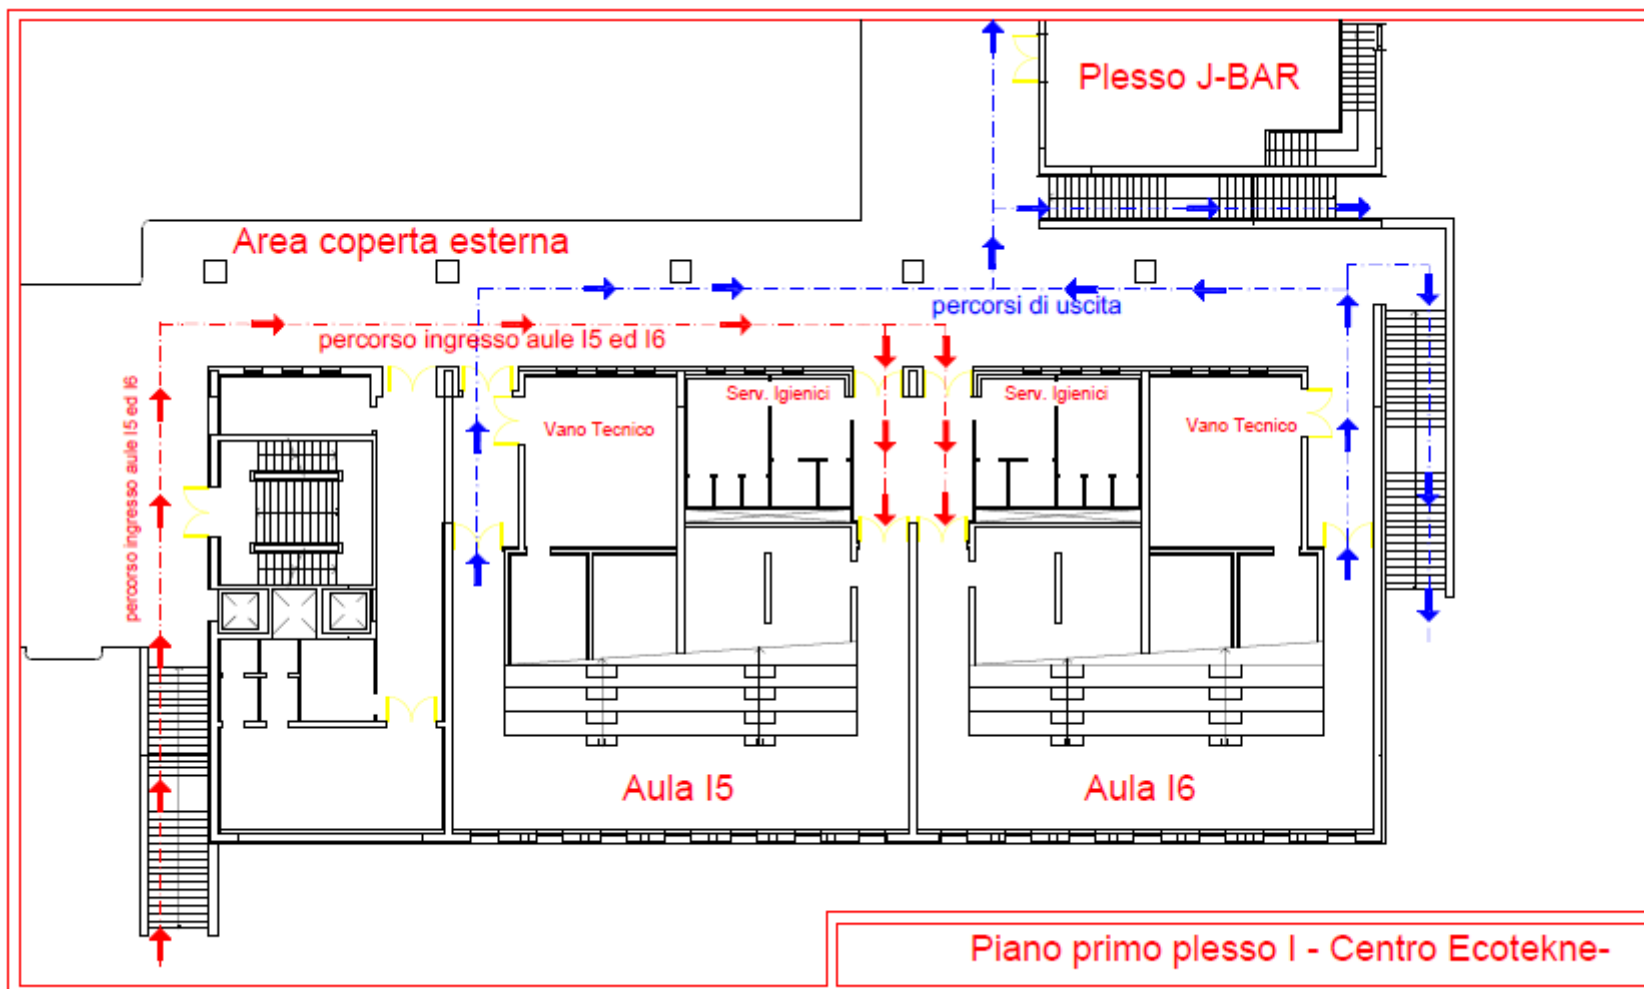 Plesso J-BAR
Area coperta esterna
percorsi di uscita
percorso ingresso aule I5 ed I6
percorso ingresso aule I5 ed I6
Serv. Igienici
Serv. Igienici
Vano Tecnico
Vano Tecnico
Aula I5
Aula I6
Piano primo plesso I - Centro Ecotekne-